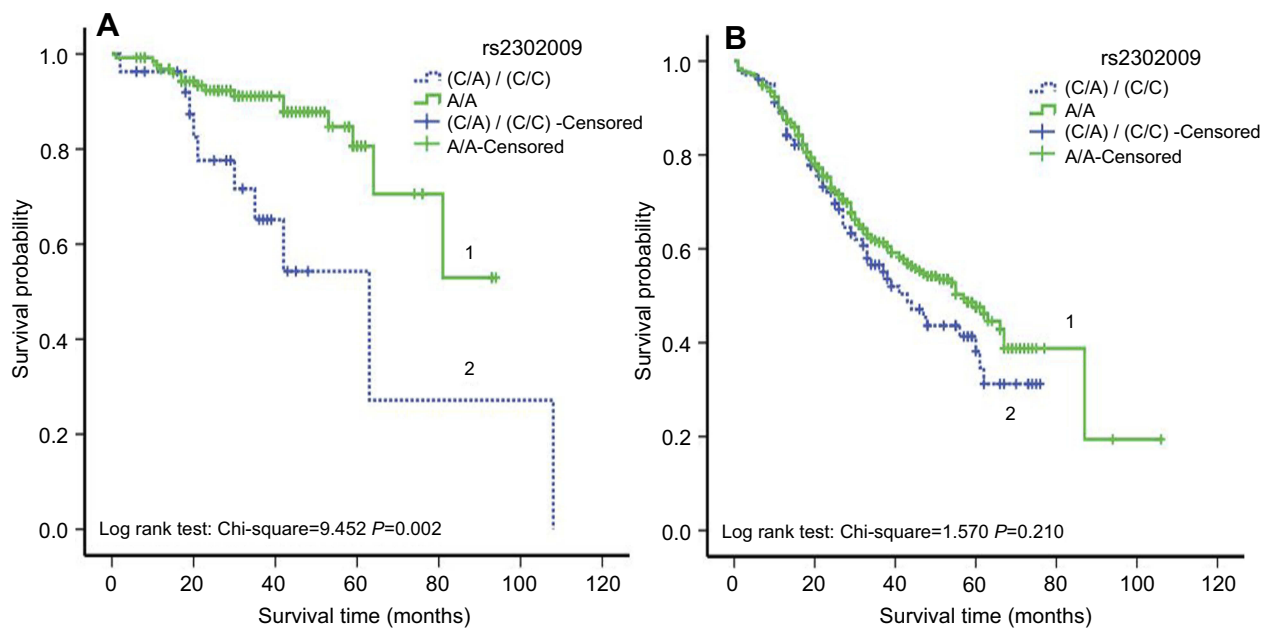 A
rs2302009
(C/A) / (C/C)
A/A
(C/A) / (C/C) -Censored
A/A-Censored
Survival probability
1.0
0.8
0.6
0.4
0.2
0.0
1
2
Log rank test: Chi-square=9.452 P=0.002
0 20 40 60 80 100 120
Survival time (months)
B
rs2302009
(C/A) / (C/C)
A/A
(C/A) / (C/C) -Censored
A/A-Censored
Survival probability
1.0
0.8
0.6
0.4
0.2
0.0
1
2
Log rank test: Chi-square=1.570 P=0.210
0 20 40 60 80 100 120
Survival time (months)